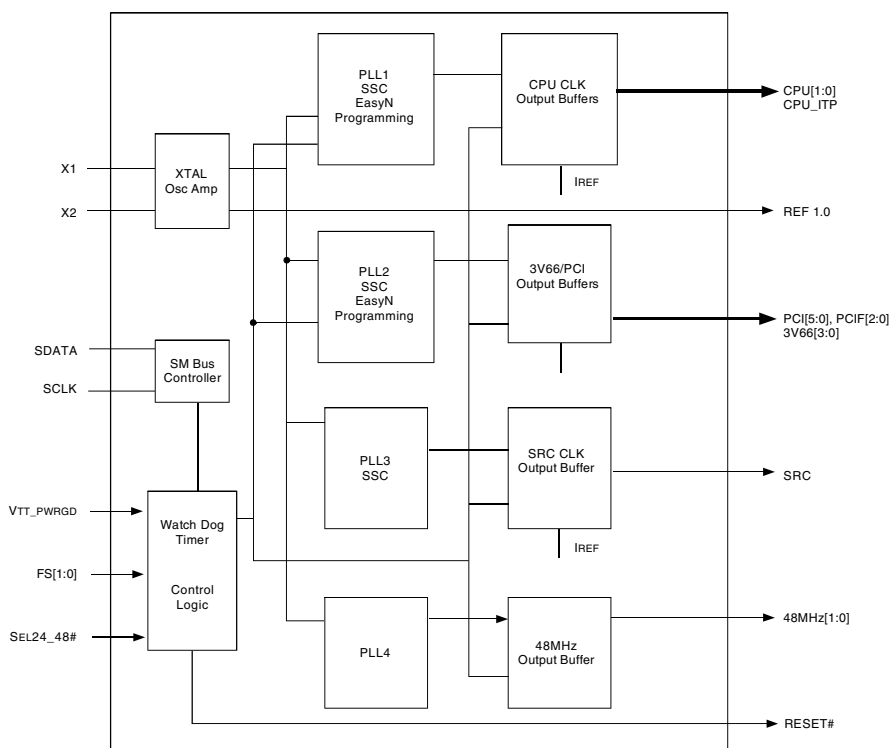 PLL1
SSC
EasyN
Programming
CPU CLK
Output Buffers
CPU[1:0]
CPU_ITP
X1
XTAL
Osc Amp
IREF
X2
REF 1.0
PLL2
SSC
EasyN
Programming
3V66/PCI
Output Buffers
PCI[5:0], PCIF[2:0]
3V66[3:0]
SDATA
SM Bus
Controller
SCLK
PLL3
SSC
SRC CLK
Output Buffer
SRC
VTT_PWRGD
Watch Dog
Timer
IREF
FS[1:0]
Control
Logic
SEL24_48#
PLL4
48MHz
Output Buffer
48MHz[1:0]
RESET#